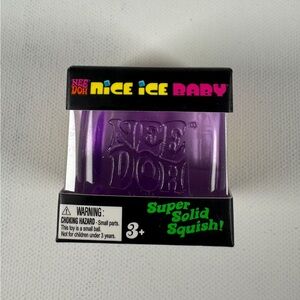 NEE DOH NICE ICE BABY
NEE
DOH
WARNING:
CHOKING HAZARD - Small parts.
This toy is a small ball.
Not for children under 3 years.
3+
Super
Solid
Squish!